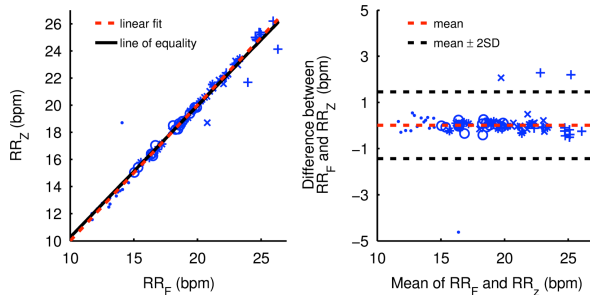 26
24
22
20
18
16
14
12
10
10
15
20
25
RR_Z (bpm)
RR_F (bpm)
linear fit
line of equality
5
3
1
−1
−3
−5
10
15
20
25
Difference between
RR_F and RR_Z (bpm)
Mean of RR_F and RR_z (bpm)
mean
mean ± 2SD